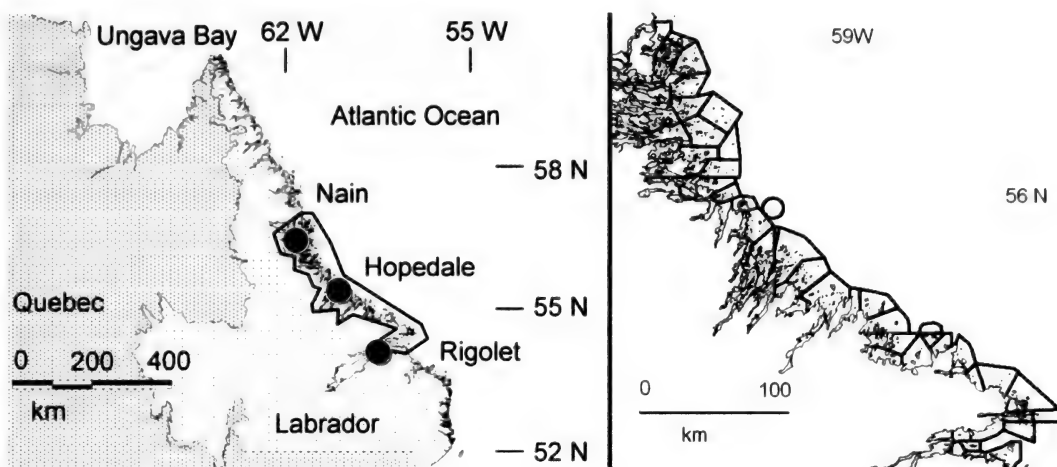 Ungava Bay
62 W
55 W
Atlantic Ocean
58 N
Nain
Hopedale
Quebec
55 N
0 200 400
Rigolet
km
Labrador
52 N
59W
56 N
0 100
km